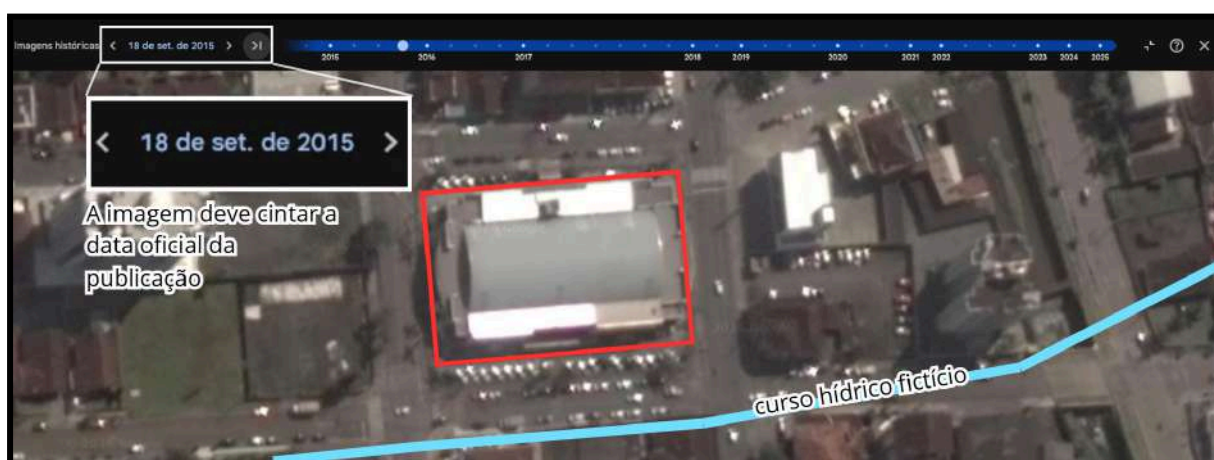 Imagens históricas < 18 de set. de 2015 > >|
2015 2016 2017 2018 2019 2020 2021 2022 2023 2024 2025
< 18 de set. de 2015 >
A imagem deve cintar a
data oficial da
publicação
curso hídrico fictício